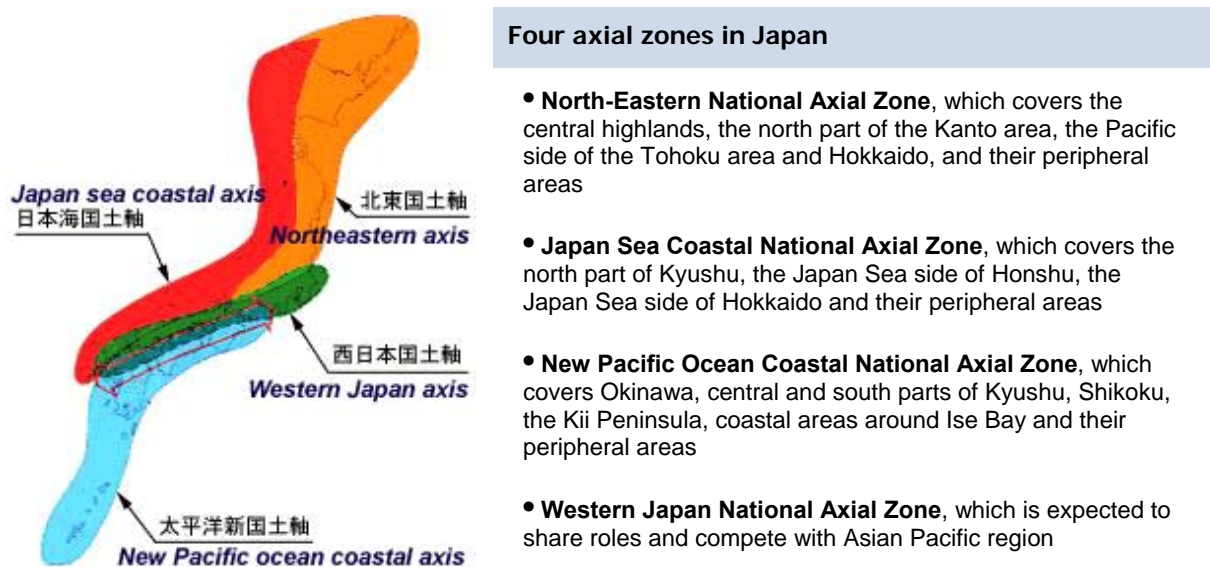 Japan sea coastal axis
日本海国土軸
北東国土軸
Northeastern axis
西日本国土軸
Western Japan axis
太平洋新国土軸
New Pacific ocean coastal axis
Four axial zones in Japan
• North-Eastern National Axial Zone, which covers the
central highlands, the north part of the Kanto area, the Pacific
side of the Tohoku area and Hokkaido, and their peripheral
areas
• Japan Sea Coastal National Axial Zone, which covers the
north part of Kyushu, the Japan Sea side of Honshu, the
Japan Sea side of Hokkaido and their peripheral areas
• New Pacific Ocean Coastal National Axial Zone, which
covers Okinawa, central and south parts of Kyushu, Shikoku,
the Kii Peninsula, coastal areas around Ise Bay and their
peripheral areas
• Western Japan National Axial Zone, which is expected to
share roles and compete with Asian Pacific region